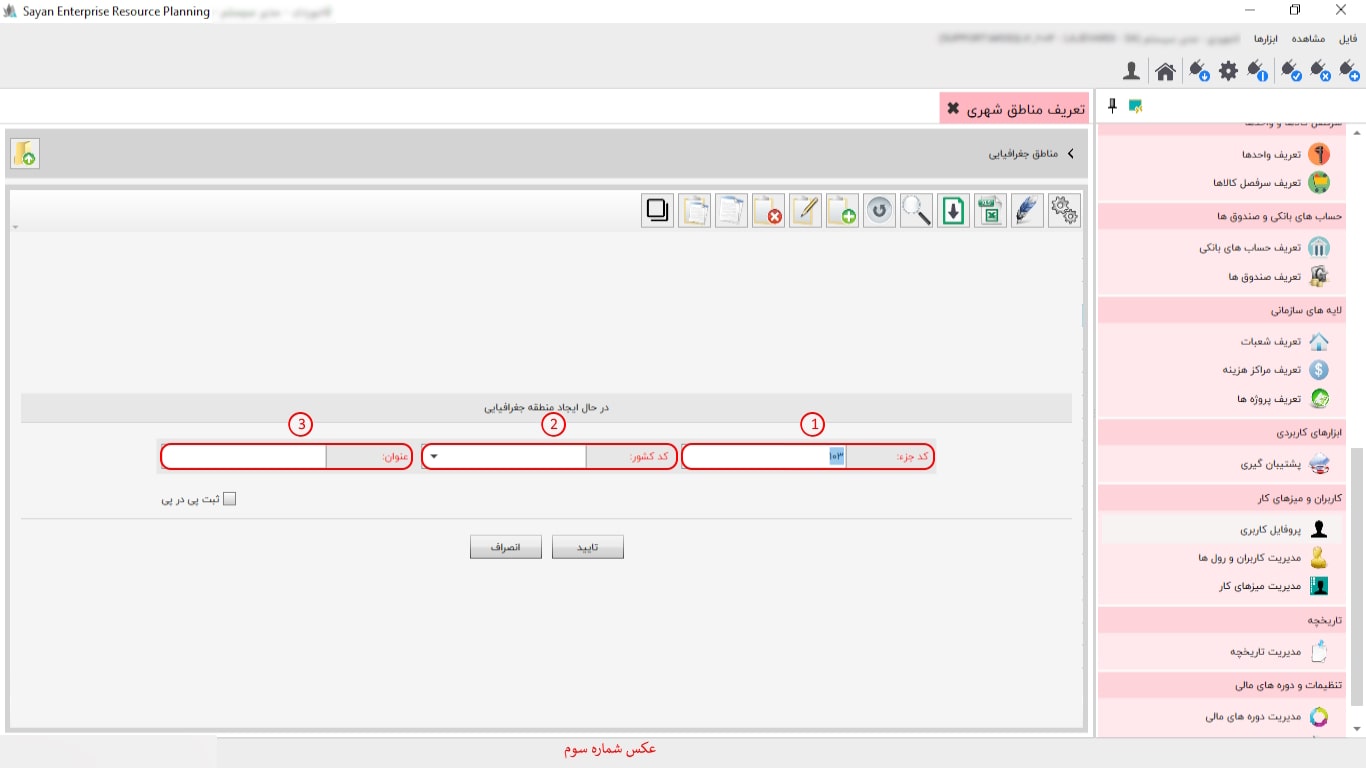 Sayan Enterprise Resource Planning
فایل
مشاهده
ابزارها
تعریف مناطق شهری
مناطق جغرافیایی
در حال ایجاد منطقه جغرافیایی
1
2
3
کد جزء:
۱۰۳
کد کشور:
عنوان:
ثبت پی در پی
تایید
انصراف
سرفصل کالاها و واحدها
تعریف واحدها
تعریف سرفصل کالاها
حساب های بانکی و صندوق ها
تعریف حساب های بانکی
تعریف صندوق ها
لایه های سازمانی
تعریف شعبات
تعریف مراکز هزینه
تعریف پروژه ها
ابزارهای کاربردی
پشتیبان گیری
کاربران و میزهای کار
پروفایل کاربری
مدیریت کاربران و رول ها
مدیریت میزهای کار
تاریخچه
مدیریت تاریخچه
تنظیمات و دوره های مالی
مدیریت دوره های مالی
عکس شماره سوم